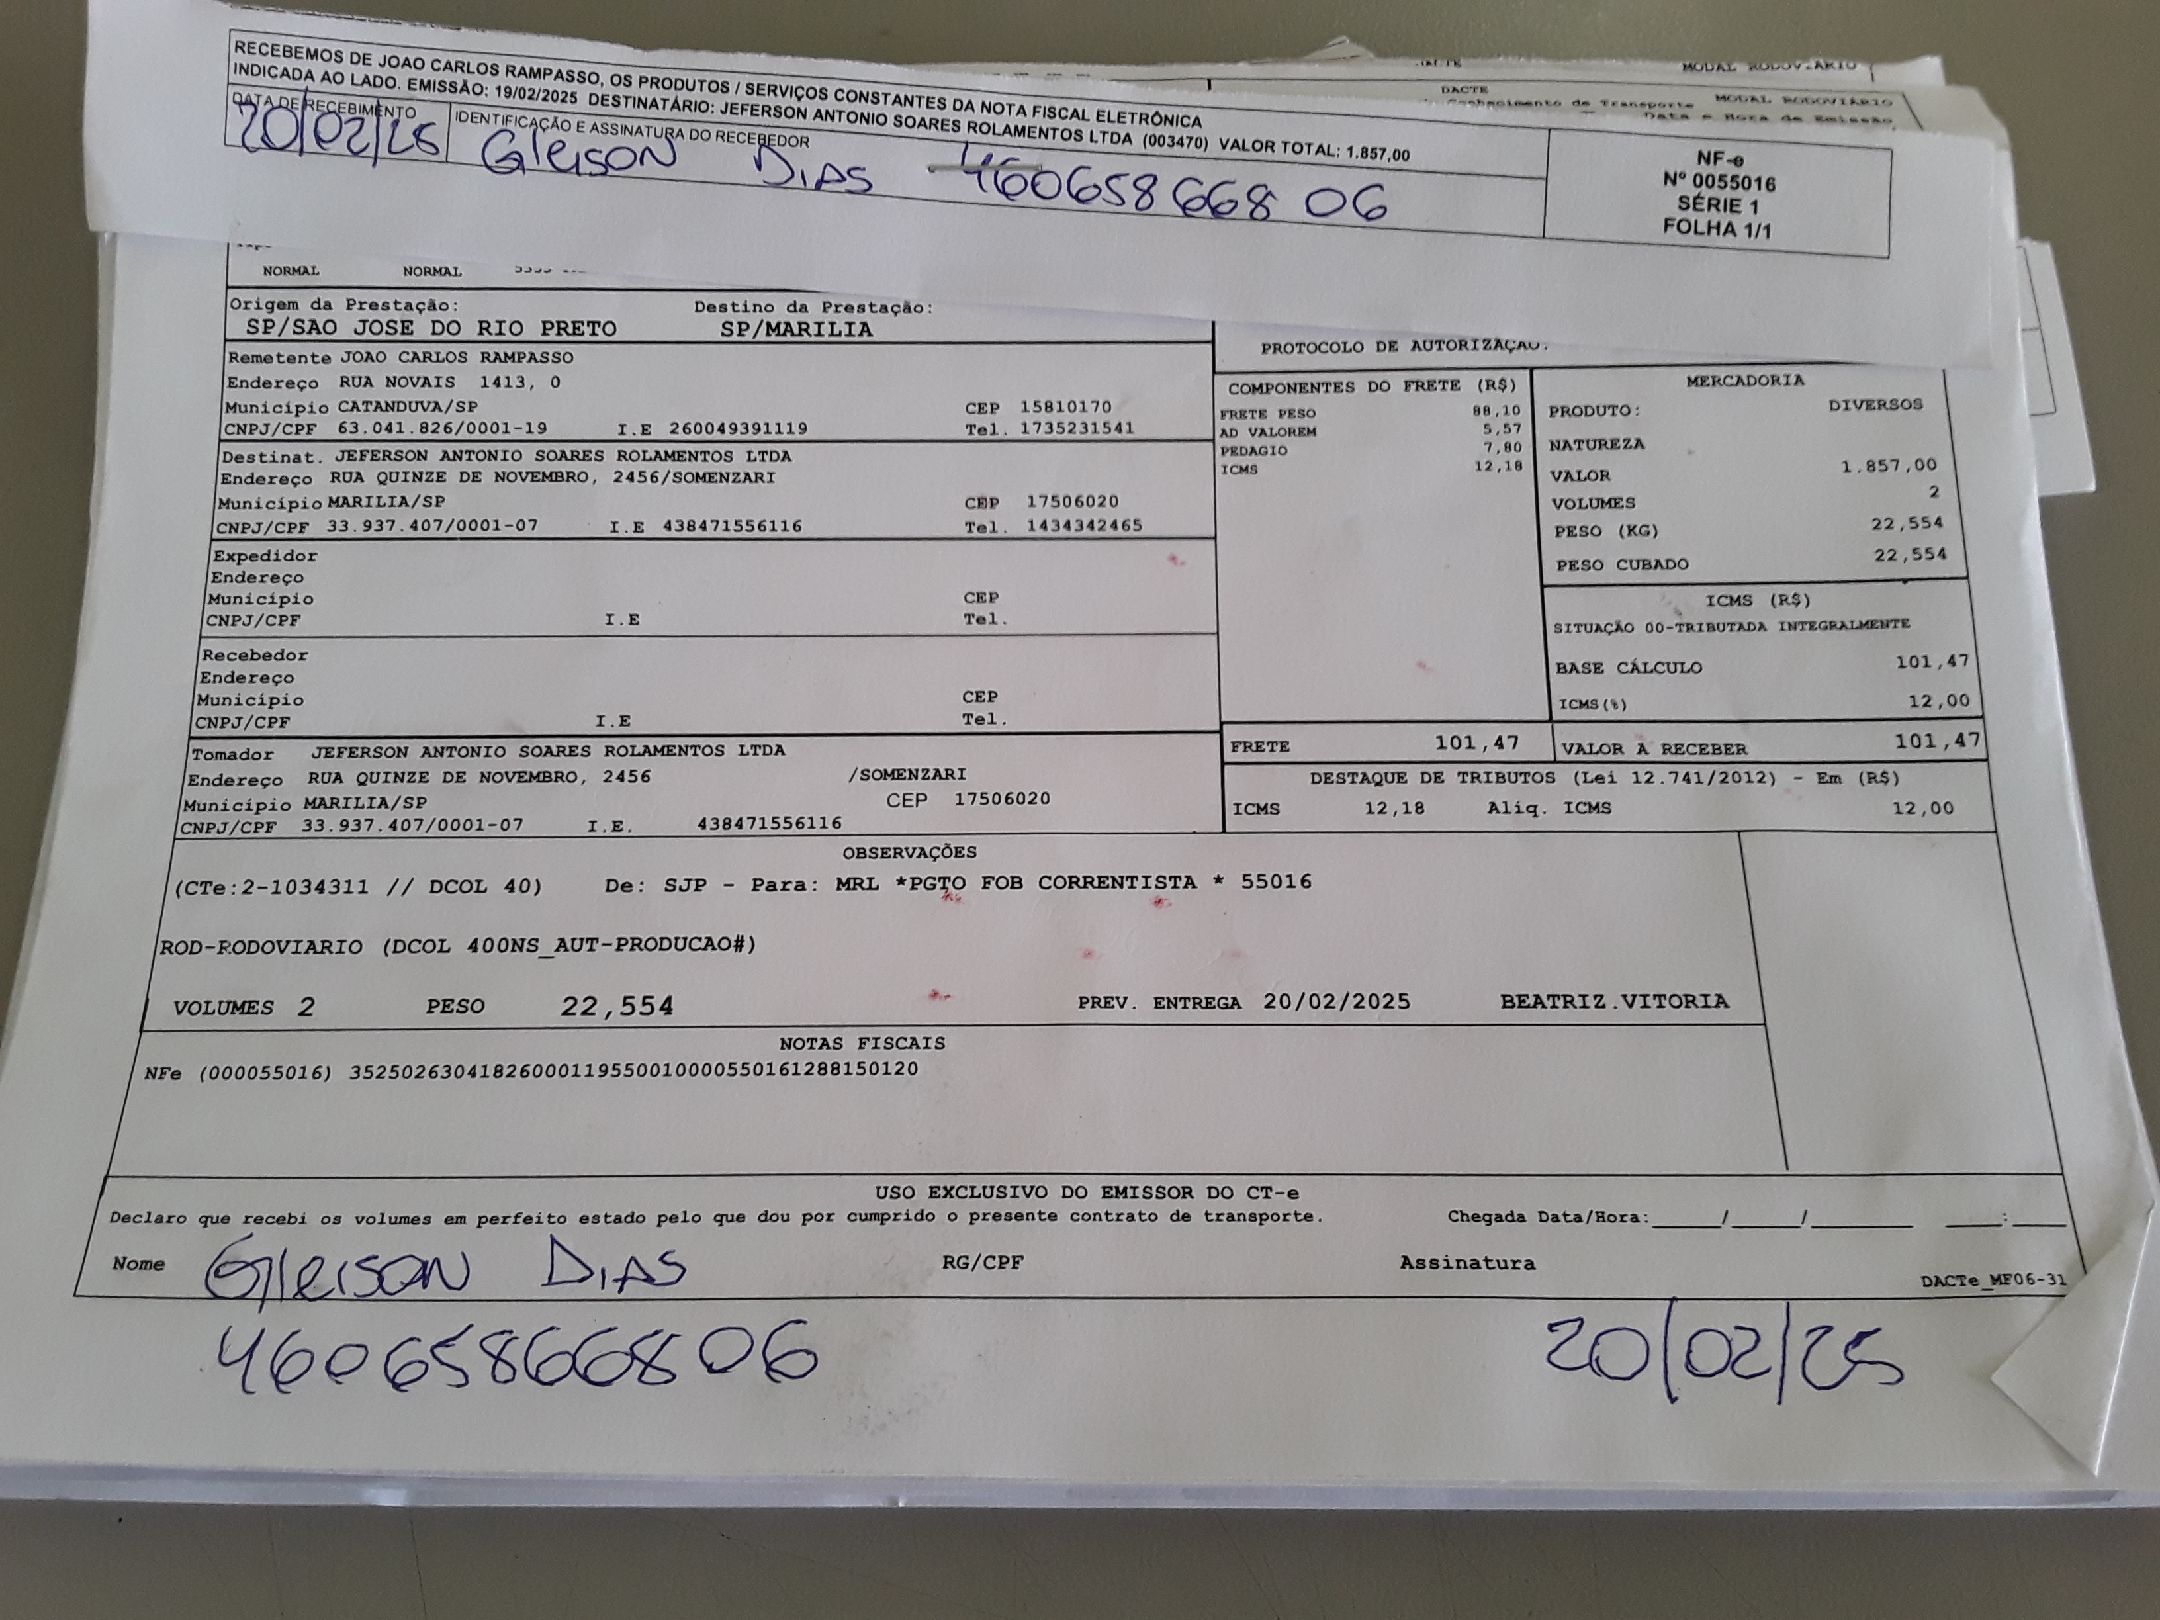 RECEBEMOS DE JOAO CARLOS RAMPASSO, OS PRODUTOS / SERVIÇOS CONSTANTES DA NOTA FISCAL ELETRÔNICA
INDICADA AO LADO. EMISSÃO: 19/02/2025 DESTINATÁRIO: JEFERSON ANTONIO SOARES ROLAMENTOS LTDA (003470) VALOR TOTAL: 1.857,00
DATA DE RECEBIMENTO IDENTIFICAÇÃO E ASSINATURA DO RECEBEDOR
20/02/25 Gleison Dias 460658668 06
NF-e
Nº 0055016
SÉRIE 1
FOLHA 1/1
DACTE
MODAL RODOVIÁRIO
Conhecimento de Transporte MODAL RODOVIÁRIO
Data e Hora de Emissão
NORMAL NORMAL
Origem da Prestação: Destino da Prestação:
SP/SAO JOSE DO RIO PRETO SP/MARILIA
PROTOCOLO DE AUTORIZAÇÃO.
Remetente JOAO CARLOS RAMPASSO
Endereço RUA NOVAIS 1413, 0
Município CATANDUVA/SP CEP 15810170
CNPJ/CPF 63.041.826/0001-19 I.E 260049391119 Tel. 1735231541
Destinat. JEFERSON ANTONIO SOARES ROLAMENTOS LTDA
Endereço RUA QUINZE DE NOVEMBRO, 2456/SOMENZARI
Município MARILIA/SP CEP 17506020
CNPJ/CPF 33.937.407/0001-07 I.E 438471556116 Tel. 1434342465
Expedidor
Endereço
Município CEP
CNPJ/CPF I.E Tel.
Recebedor
Endereço
Município CEP
CNPJ/CPF I.E Tel.
Tomador JEFERSON ANTONIO SOARES ROLAMENTOS LTDA
Endereço RUA QUINZE DE NOVEMBRO, 2456 /SOMENZARI
Município MARILIA/SP CEP 17506020
CNPJ/CPF 33.937.407/0001-07 I.E. 438471556116
COMPONENTES DO FRETE (R$)
FRETE PESO 88,10
AD VALOREM 5,57
PEDAGIO 7,80
ICMS 12,18
MERCADORIA
PRODUTO: DIVERSOS
NATUREZA
VALOR 1.857,00
VOLUMES 2
PESO (KG) 22,554
PESO CUBADO 22,554
ICMS (R$)
SITUAÇÃO 00-TRIBUTADA INTEGRALMENTE
BASE CÁLCULO 101,47
ICMS(%) 12,00
FRETE 101,47 VALOR A RECEBER 101,47
DESTAQUE DE TRIBUTOS (Lei 12.741/2012) - Em (R$)
ICMS 12,18 Aliq. ICMS 12,00
OBSERVAÇÕES
(CTe:2-1034311 // DCOL 40) De: SJP - Para: MRL *PGTO FOB CORRENTISTA * 55016
ROD-RODOVIARIO (DCOL 400NS_AUT-PRODUCAO#)
VOLUMES 2 PESO 22,554 PREV. ENTREGA 20/02/2025 BEATRIZ.VITORIA
NOTAS FISCAIS
NFe (000055016) 35250263041826000119550010000550161288150120
USO EXCLUSIVO DO EMISSOR DO CT-e
Declaro que recebi os volumes em perfeito estado pelo que dou por cumprido o presente contrato de transporte. Chegada Data/Hora:_____/_____/_______ ____:____
Nome Gleison Dias RG/CPF Assinatura
DACTe_MF06-31
46065866806 20/02/25